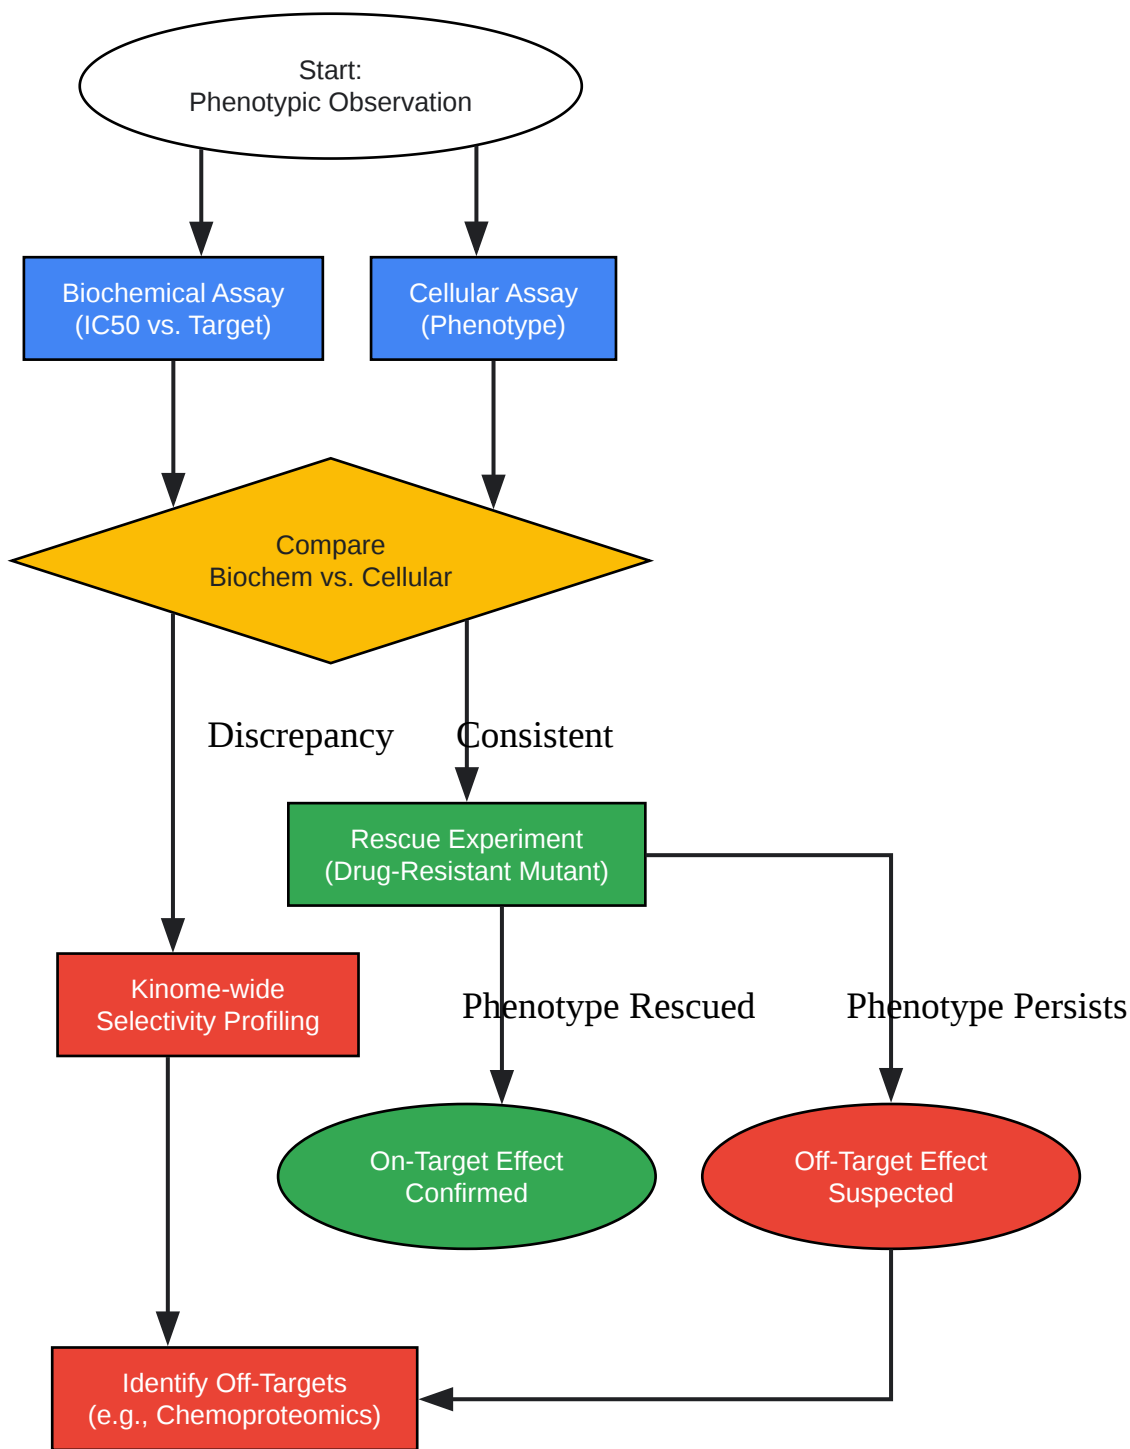 Start:
Phenotypic Observation
Biochemical Assay
(IC50 vs. Target)
Cellular Assay
(Phenotype)
Compare
Biochem vs. Cellular
Discrepancy
Consistent
Rescue Experiment
(Drug-Resistant Mutant)
Kinome-wide
Selectivity Profiling
Phenotype Rescued
Phenotype Persists
On-Target Effect
Confirmed
Off-Target Effect
Suspected
Identify Off-Targets
(e.g., Chemoproteomics)